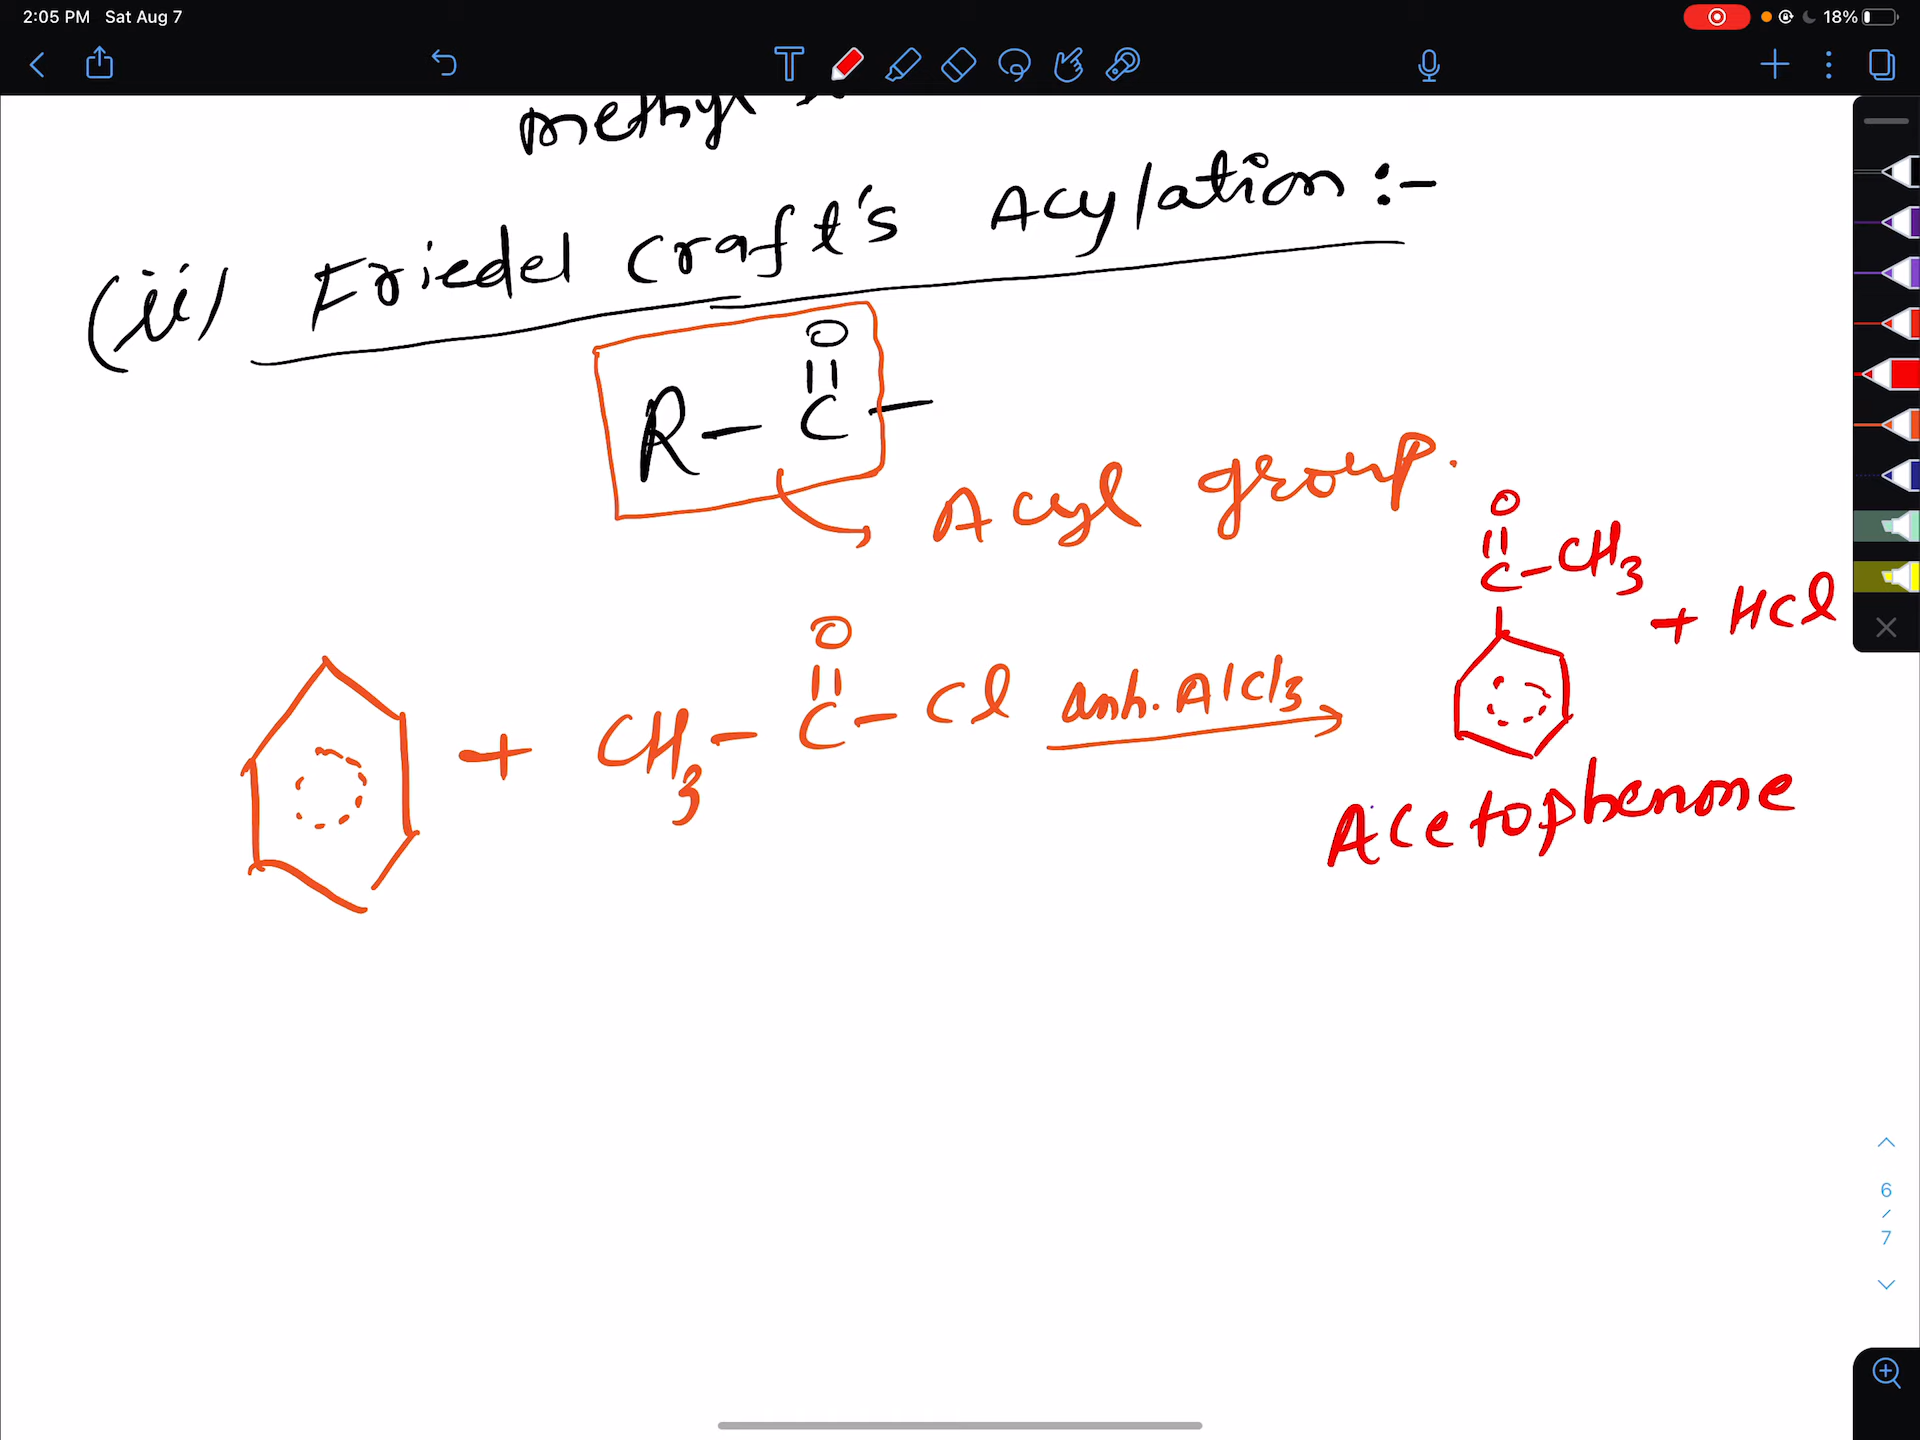 2:05 PM Sat Aug 7
18%
methyl
(ii) Friedel Craft's Acylation :-
O
R - C -
Acyl group.
O
C - CH3
+ HCl
O
+ CH3 - C - Cl anh. AlCl3
Acetophenone
6
/
7